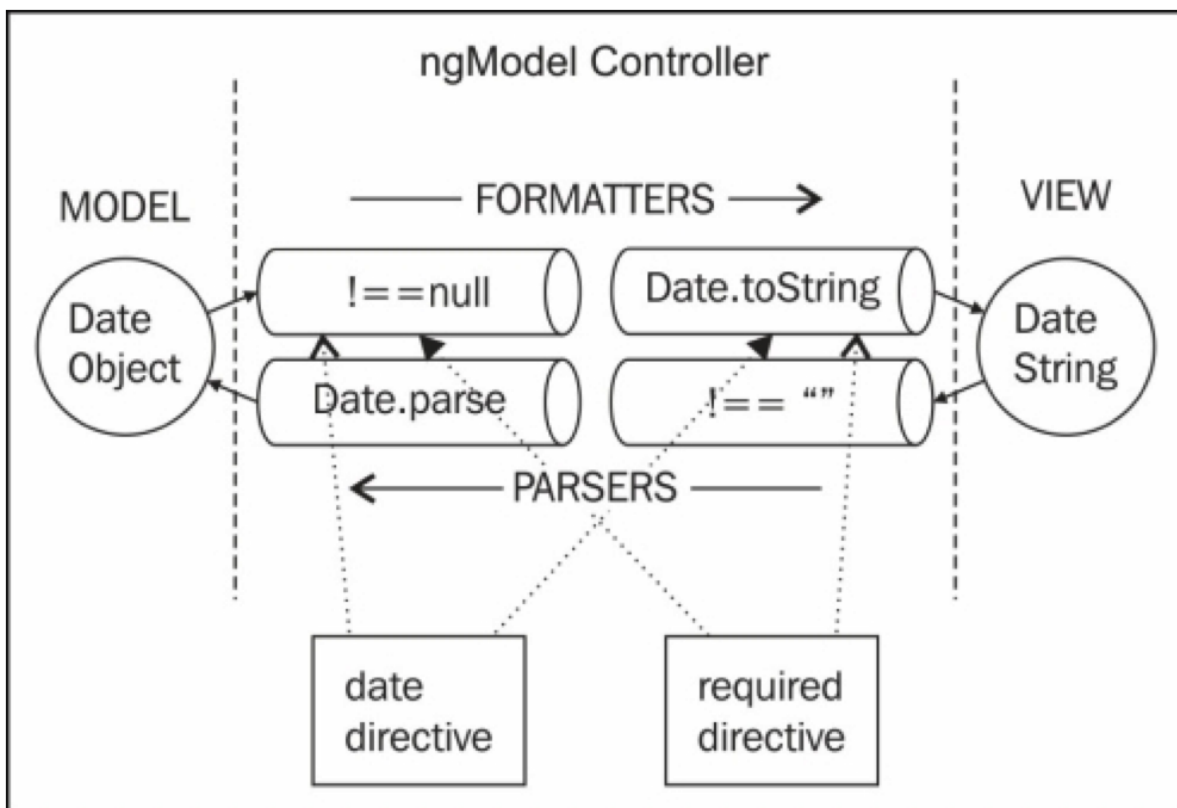 ngModel Controller
FORMATTERS
MODEL
VIEW
!==null
Date.toString
Date
Object
Date
String
Date.parse
!== “”
PARSERS
date
directive
required
directive